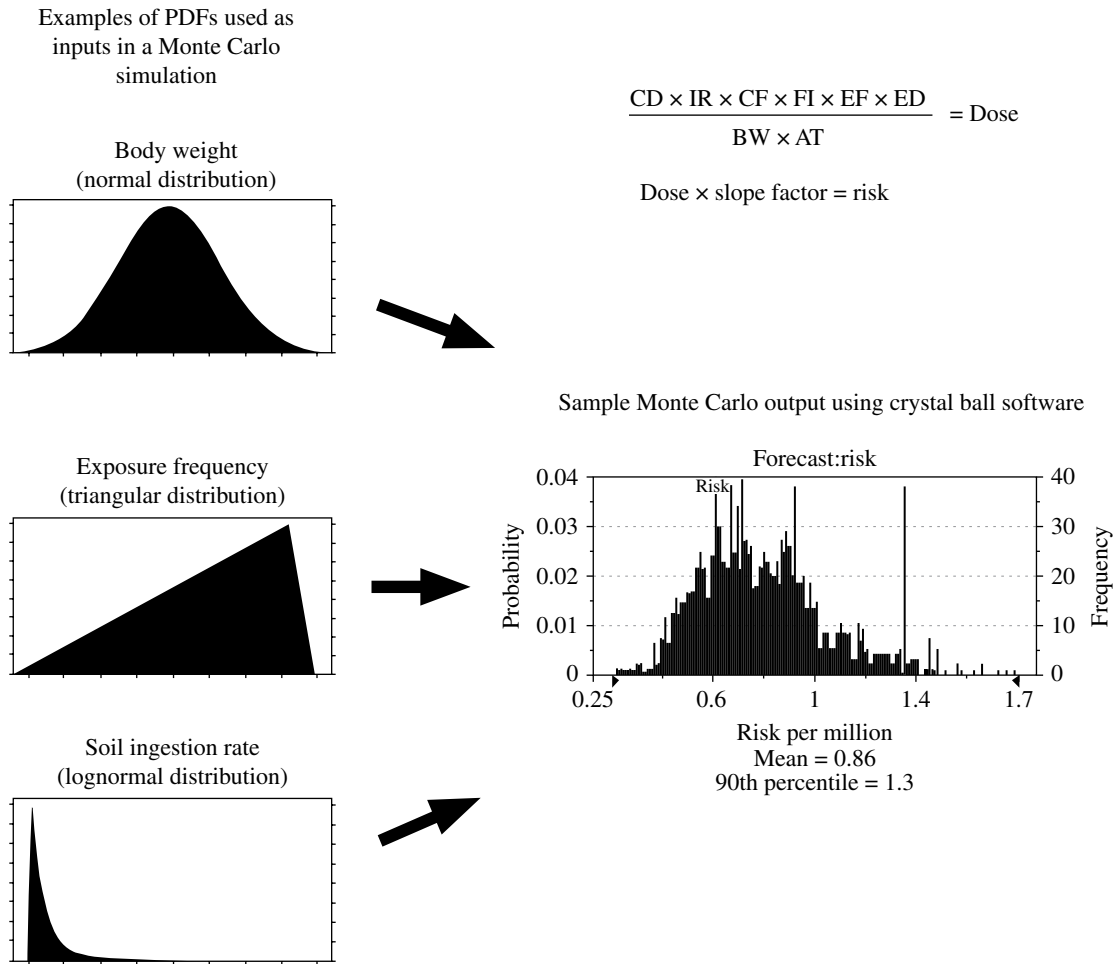 Examples of PDFs used as
inputs in a Monte Carlo
simulation
CD × IR × CF × FI × EF × ED
BW × AT
= Dose
Dose × slope factor = risk
Body weight
(normal distribution)
Exposure frequency
(triangular distribution)
Soil ingestion rate
(lognormal distribution)
Sample Monte Carlo output using crystal ball software
Forecast:risk
Risk
Probability
0.04
0.03
0.02
0.01
0
Frequency
40
30
20
10
0
0.25 0.6 1 1.4 1.7
Risk per million
Mean = 0.86
90th percentile = 1.3